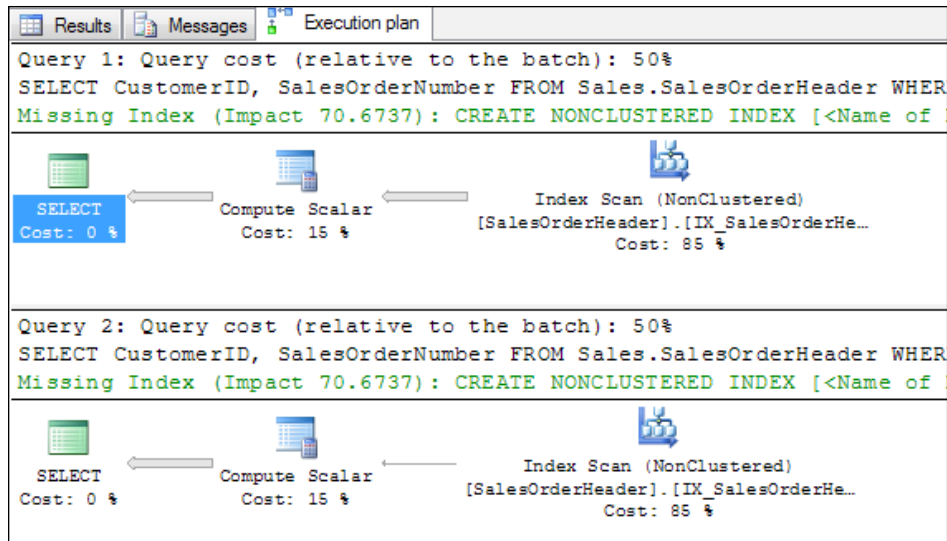 Results Messages Execution plan
Query 1: Query cost (relative to the batch): 50%
SELECT CustomerID, SalesOrderNumber FROM Sales.SalesOrderHeader WHER
Missing Index (Impact 70.6737): CREATE NONCLUSTERED INDEX [<Name of
SELECT
Cost: 0 %
Compute Scalar
Cost: 15 %
Index Scan (NonClustered)
[SalesOrderHeader].[IX_SalesOrderHe…
Cost: 85 %
Query 2: Query cost (relative to the batch): 50%
SELECT CustomerID, SalesOrderNumber FROM Sales.SalesOrderHeader WHER
Missing Index (Impact 70.6737): CREATE NONCLUSTERED INDEX [<Name of
SELECT
Cost: 0 %
Compute Scalar
Cost: 15 %
Index Scan (NonClustered)
[SalesOrderHeader].[IX_SalesOrderHe…
Cost: 85 %